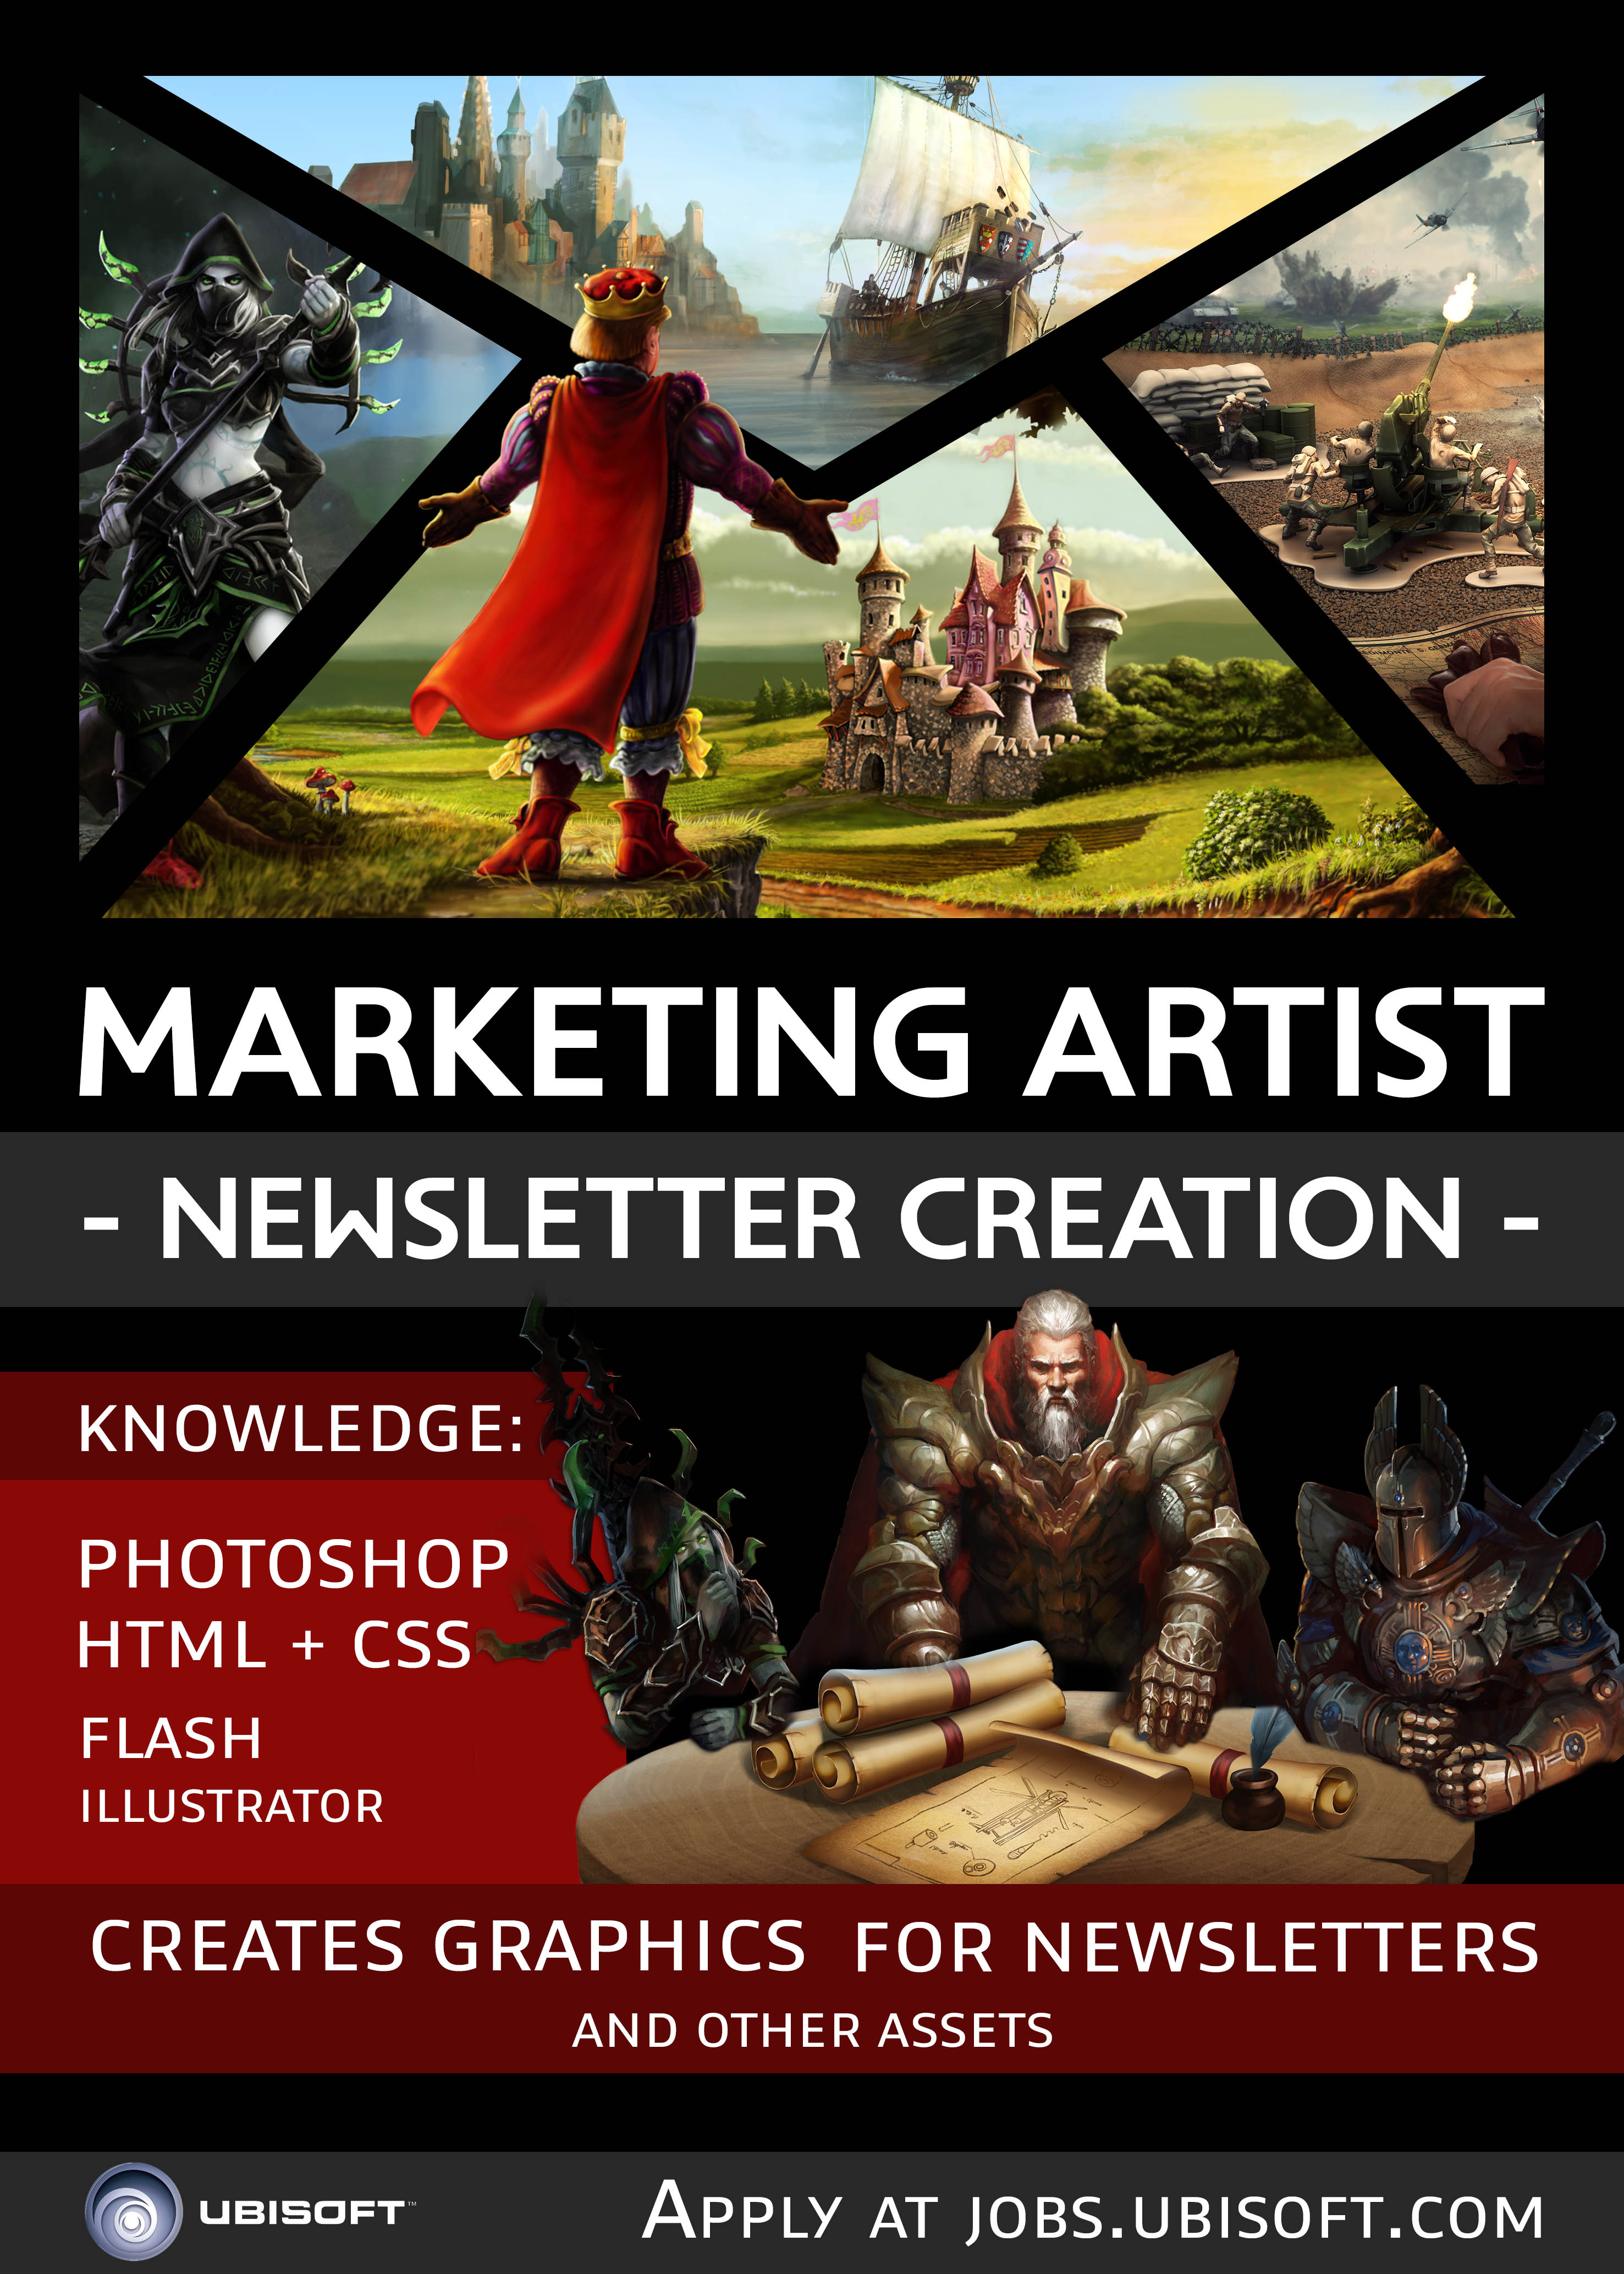 MARKETING ARTIST
- NEWSLETTER CREATION -
KNOWLEDGE:
PHOTOSHOP
HTML + CSS
FLASH
ILLUSTRATOR
CREATES GRAPHICS FOR NEWSLETTERS
AND OTHER ASSETS
UBISOFT™
APPLY AT JOBS.UBISOFT.COM